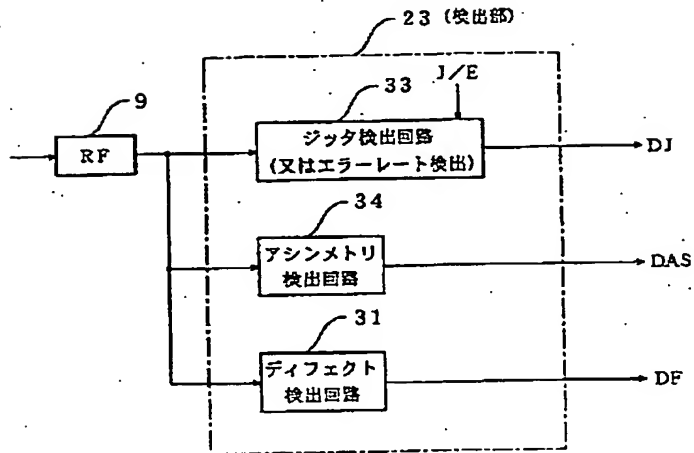 23 (検出部)
J/E
9
33
RF
ジッタ検出回路
(又はエラーレート検出)
DJ
34
アシンメトリ
検出回路
DAS
31
ディフェクト
検出回路
DF